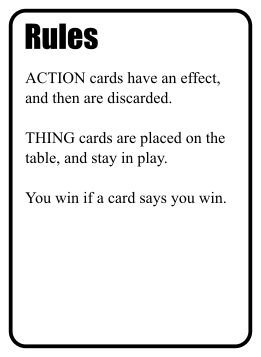 Rules
ACTION cards have an effect,
and then are discarded.
THING cards are placed on the
table, and stay in play.
You win if a card says you win.